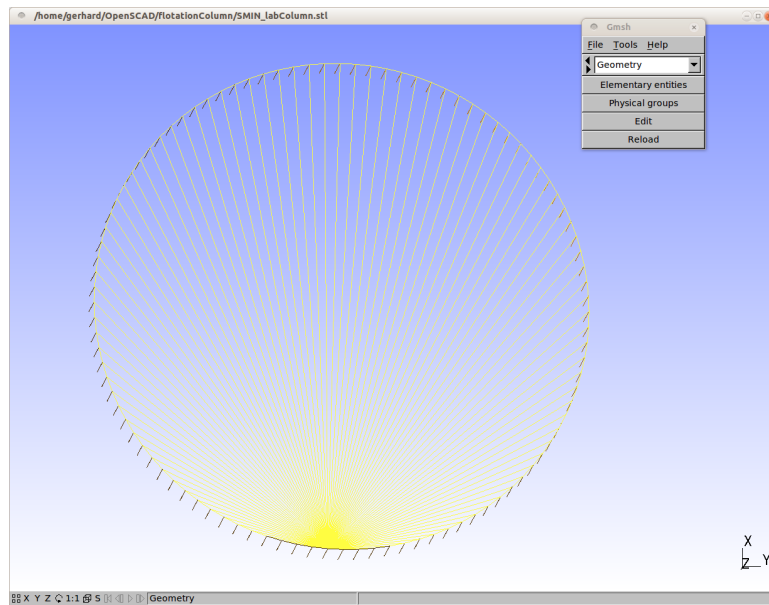 /home/gerhard/OpenSCAD/flotationColumn/SMIN_labColumn.stl
Gmsh
File Tools Help
Geometry
Elementary entities
Physical groups
Edit
Reload
X
Z Y
X Y Z 1:1 S Geometry